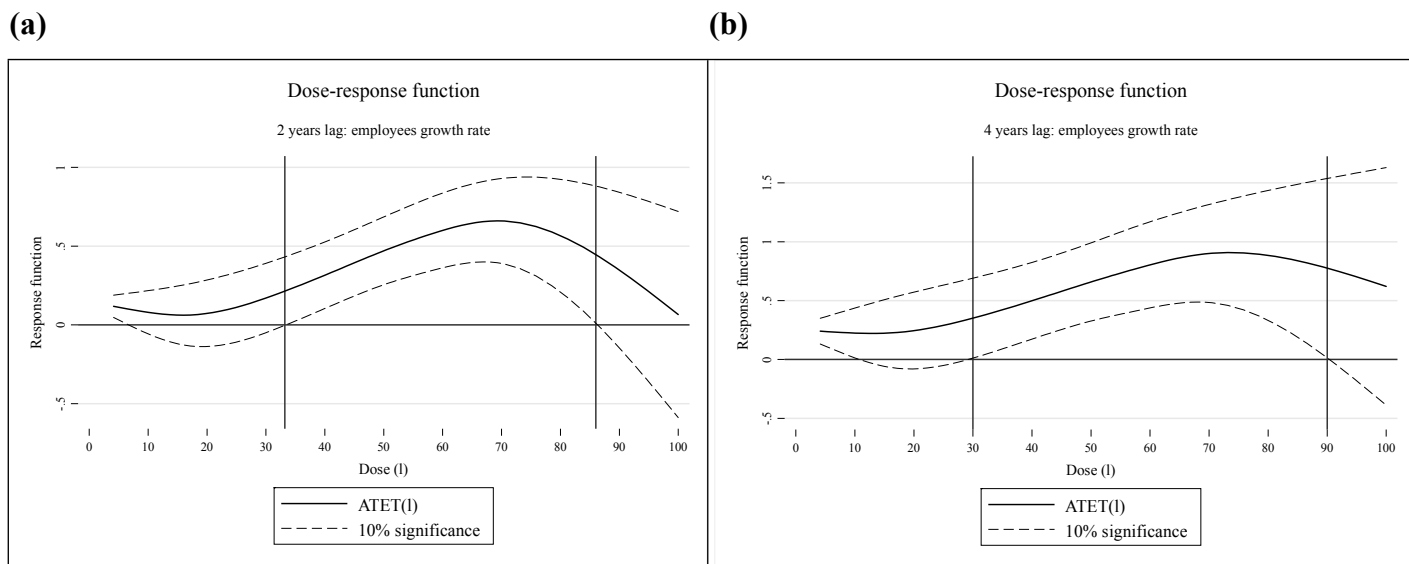 (a)
Dose-response function
2 years lag: employees growth rate
Response function
1
.5
0
-.5
0 10 20 30 40 50 60 70 80 90 100
Dose (l)
ATET(l)
10% significance
(b)
Dose-response function
4 years lag: employees growth rate
Response function
1.5
1
.5
0
-.5
0 10 20 30 40 50 60 70 80 90 100
Dose (l)
ATET(l)
10% significance